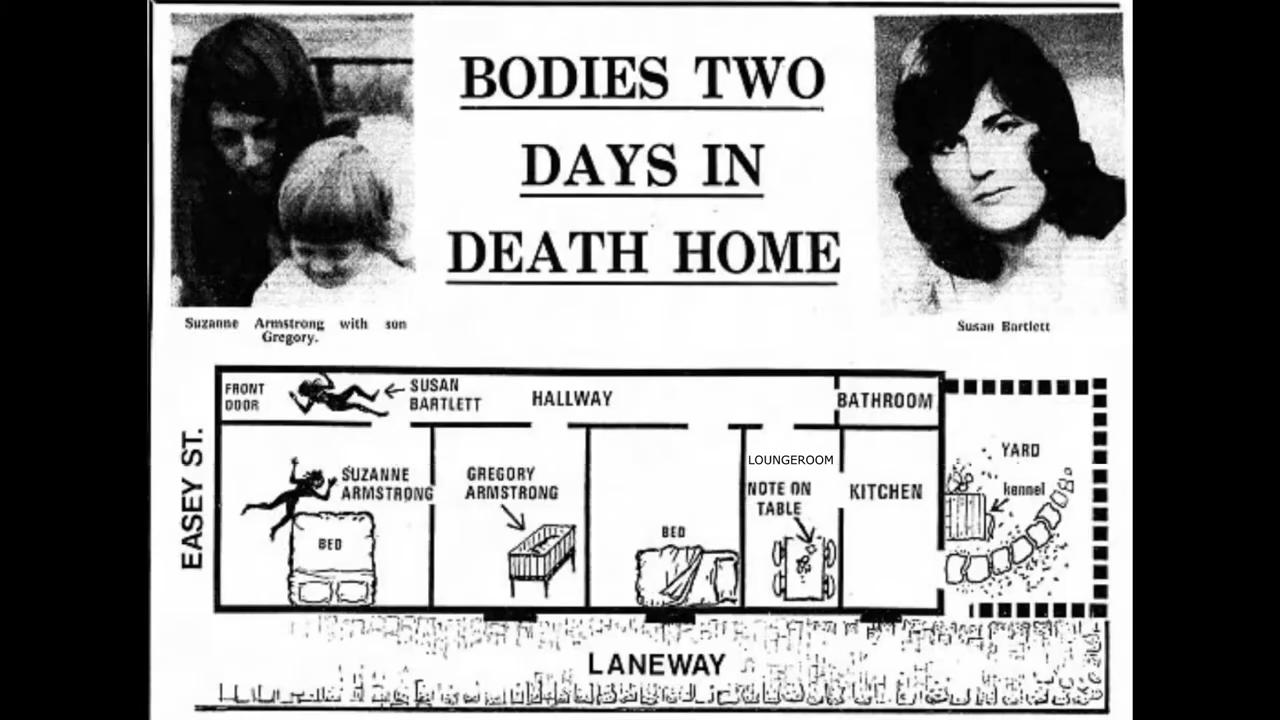 BODIES TWO
DAYS IN
DEATH HOME
Suzanne Armstrong with son
Gregory.
Susan Bartlett
FRONT
DOOR
SUSAN
BARTLETT
HALLWAY
BATHROOM
EASEY ST.
SUZANNE
ARMSTRONG
BED
GREGORY
ARMSTRONG
BED
LOUNGEROOM
NOTE ON
TABLE
KITCHEN
YARD
kennel
LANEWAY